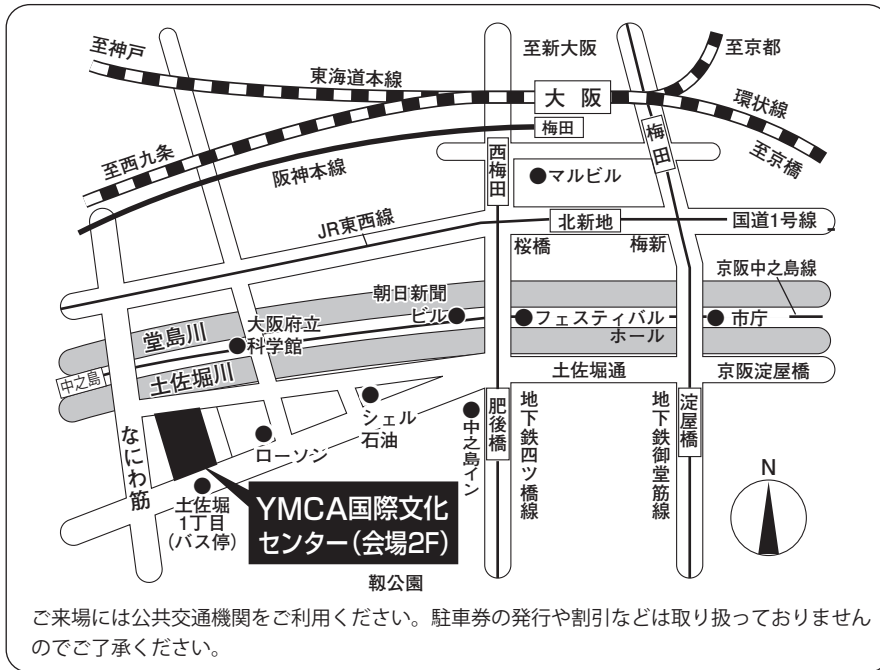 至神戸
東海道本線
至新大阪
至京都
大阪
環状線
梅田
梅田
至京橋
至西九条
阪神本線
西梅田
マルビル
JR東西線
北新地
国道1号線
桜橋
梅新
京阪中之島線
朝日新聞
ビル
フェスティバル
ホール
市庁
堂島川
大阪府立
科学館
中之島
土佐堀川
土佐堀通
京阪淀屋橋
シェル
石油
肥後橋
地下鉄四ツ橋線
地下鉄御堂筋線
淀屋橋
中之島イン
なにわ筋
ローソン
土佐堀
1丁目
(バス停)
YMCA国際文化
センター(会場2F)
N
靱公園
ご来場には公共交通機関をご利用ください。駐車券の発行や割引などは取り扱っておりません
のでご了承ください。